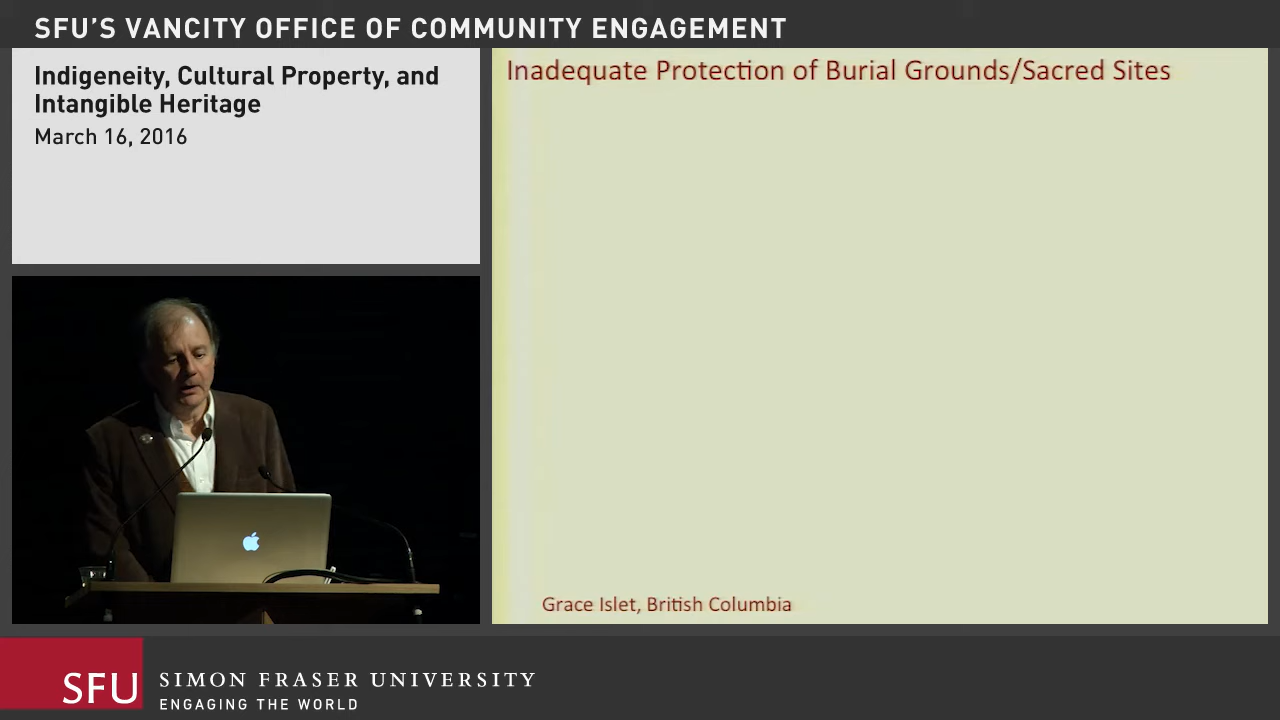 SFU'S VANCITY OFFICE OF COMMUNITY ENGAGEMENT
Indigeneity, Cultural Property, and
Intangible Heritage
March 16, 2016
Inadequate Protection of Burial Grounds/Sacred Sites
Grace Islet, British Columbia
SFU
SIMON FRASER UNIVERSITY
ENGAGING THE WORLD